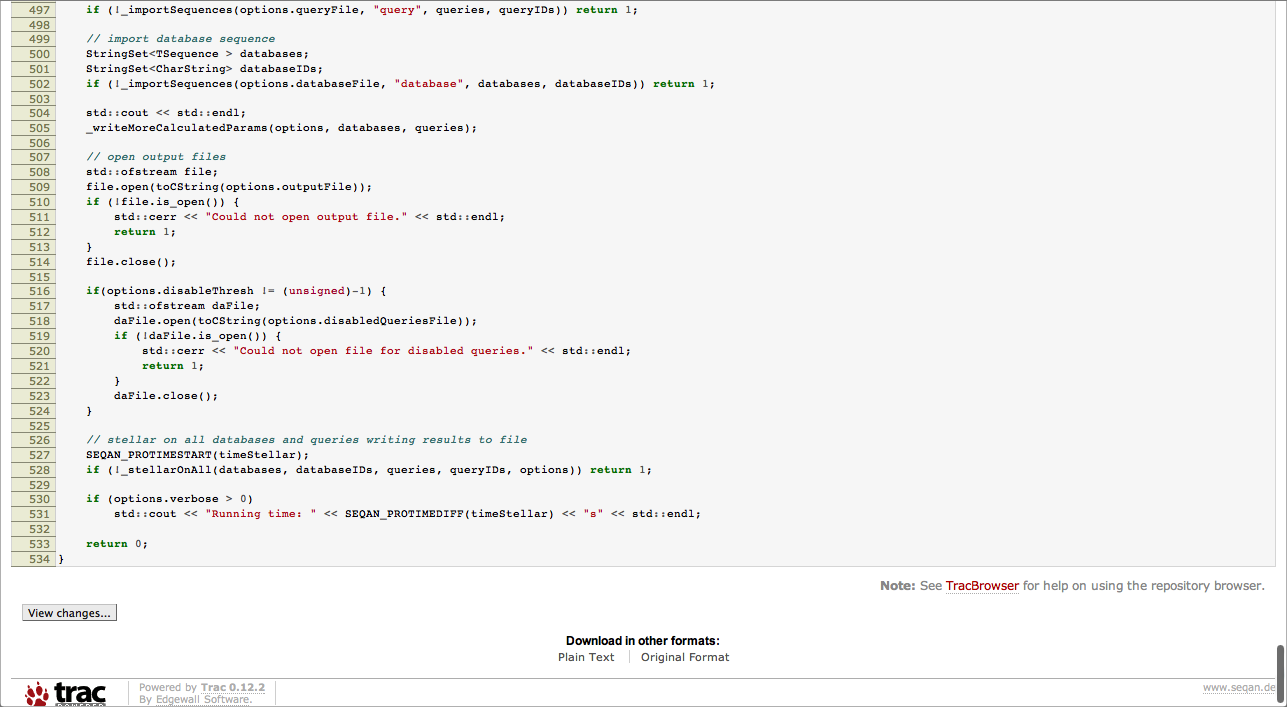 497 if (!_importSequences(options.queryFile, "query", queries, queryIDs)) return 1;
498
499 // import database sequence
500 StringSet<TSequence > databases;
501 StringSet<CharString> databaseIDs;
502 if (!_importSequences(options.databaseFile, "database", databases, databaseIDs)) return 1;
503
504 std::cout << std::endl;
505 _writeMoreCalculatedParams(options, databases, queries);
506
507 // open output files
508 std::ofstream file;
509 file.open(toCString(options.outputFile));
510 if (!file.is_open()) {
511 std::cerr << "Could not open output file." << std::endl;
512 return 1;
513 }
514 file.close();
515
516 if(options.disableThresh != (unsigned)-1) {
517 std::ofstream daFile;
518 daFile.open(toCString(options.disabledQueriesFile));
519 if (!daFile.is_open()) {
520 std::cerr << "Could not open file for disabled queries." << std::endl;
521 return 1;
522 }
523 daFile.close();
524 }
525
526 // stellar on all databases and queries writing results to file
527 SEQAN_PROTIMESTART(timeStellar);
528 if (!_stellarOnAll(databases, databaseIDs, queries, queryIDs, options)) return 1;
529
530 if (options.verbose > 0)
531 std::cout << "Running time: " << SEQAN_PROTIMEDIFF(timeStellar) << "s" << std::endl;
532
533 return 0;
534 }
Note: See TracBrowser for help on using the repository browser.
View changes...
Download in other formats:
Plain Text Original Format
trac Powered by Trac 0.12.2 www.seqan.de
By Edgewall Software.